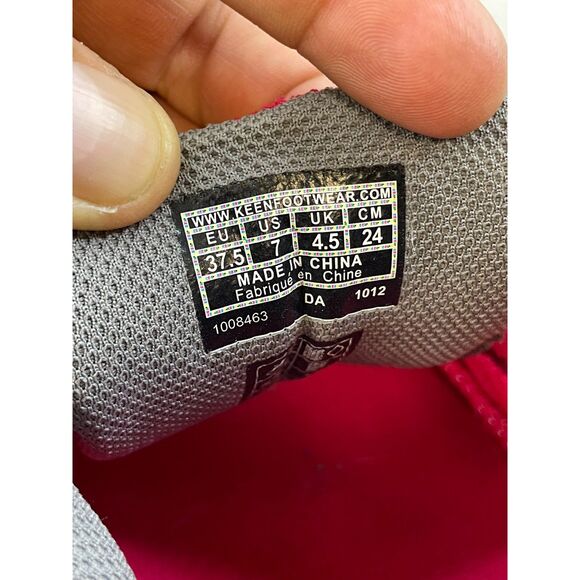 WWW.KEENFOOTWEAR.COM
EU US UK CM
37.5 7 4.5 24
MADE IN CHINA
Fabriqué en Chine
1008463 DA 1012